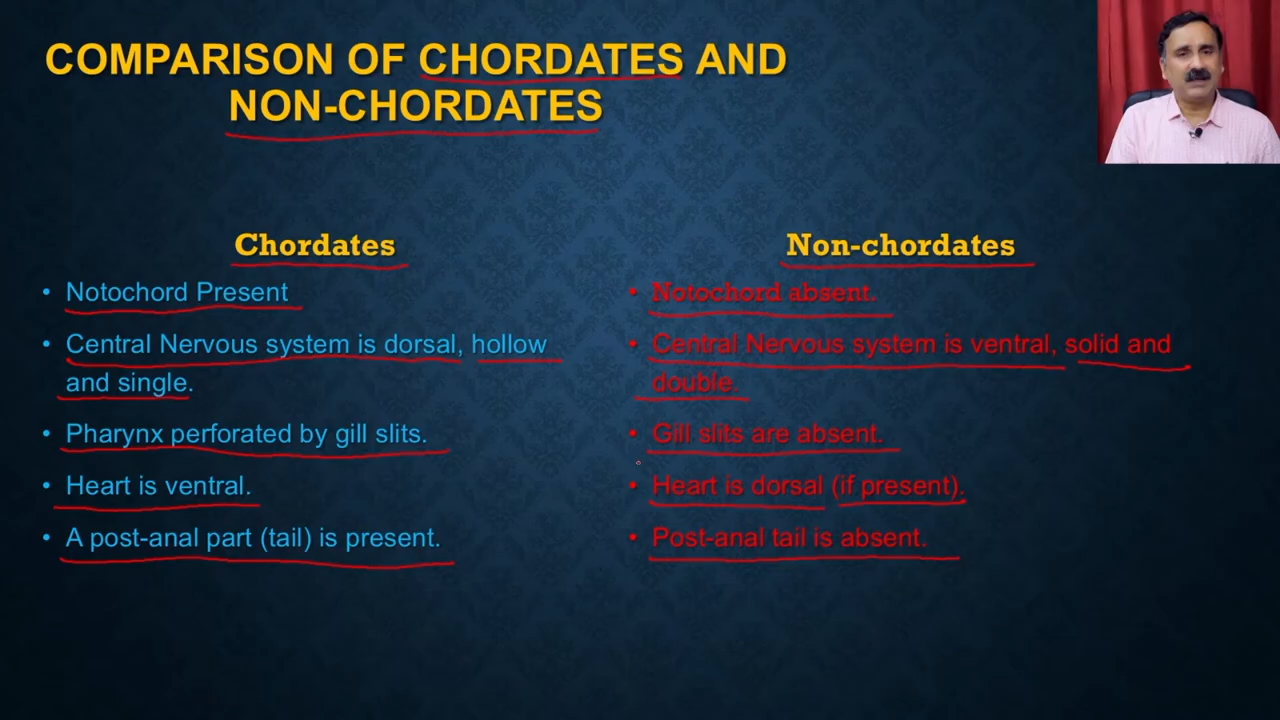 COMPARISON OF CHORDATES AND
NON-CHORDATES
Chordates
• Notochord Present
• Central Nervous system is dorsal, hollow
and single.
• Pharynx perforated by gill slits.
• Heart is ventral.
• A post-anal part (tail) is present.
Non-chordates
• Notochord absent.
• Central Nervous system is ventral, solid and
double.
• Gill slits are absent.
• Heart is dorsal (if present).
• Post-anal tail is absent.